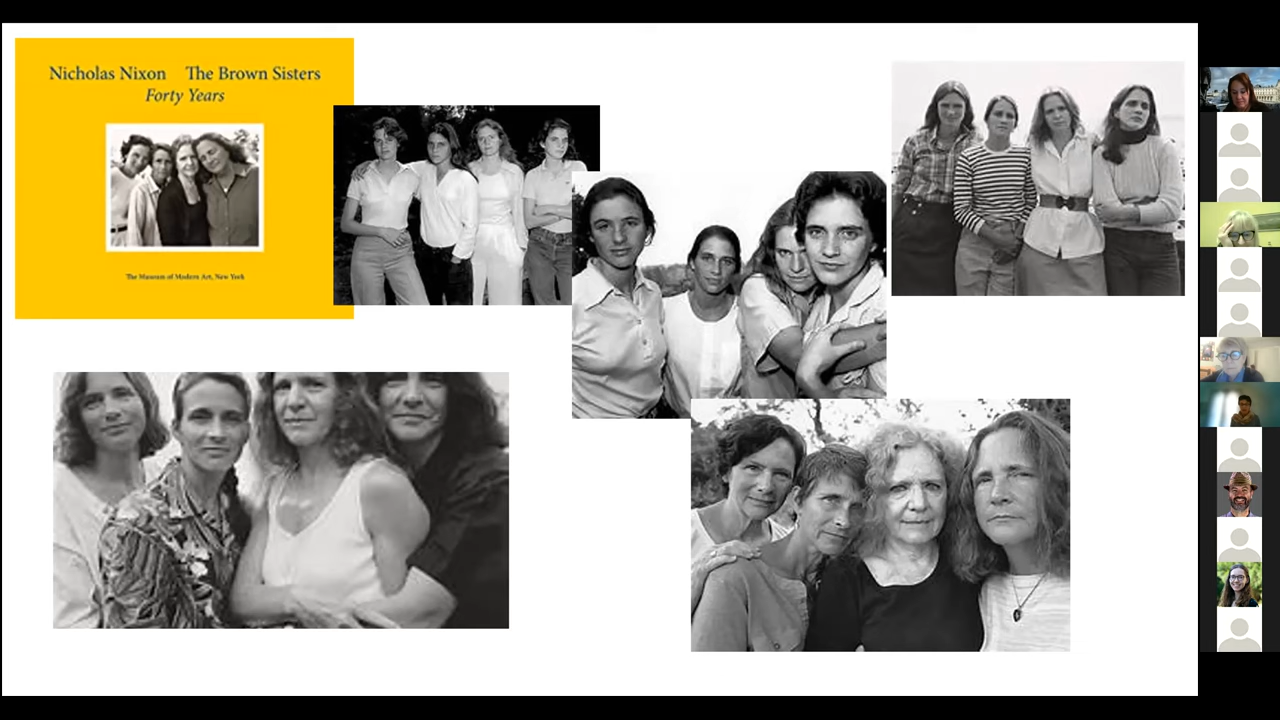 Nicholas Nixon The Brown Sisters
Forty Years
The Museum of Modern Art, New York